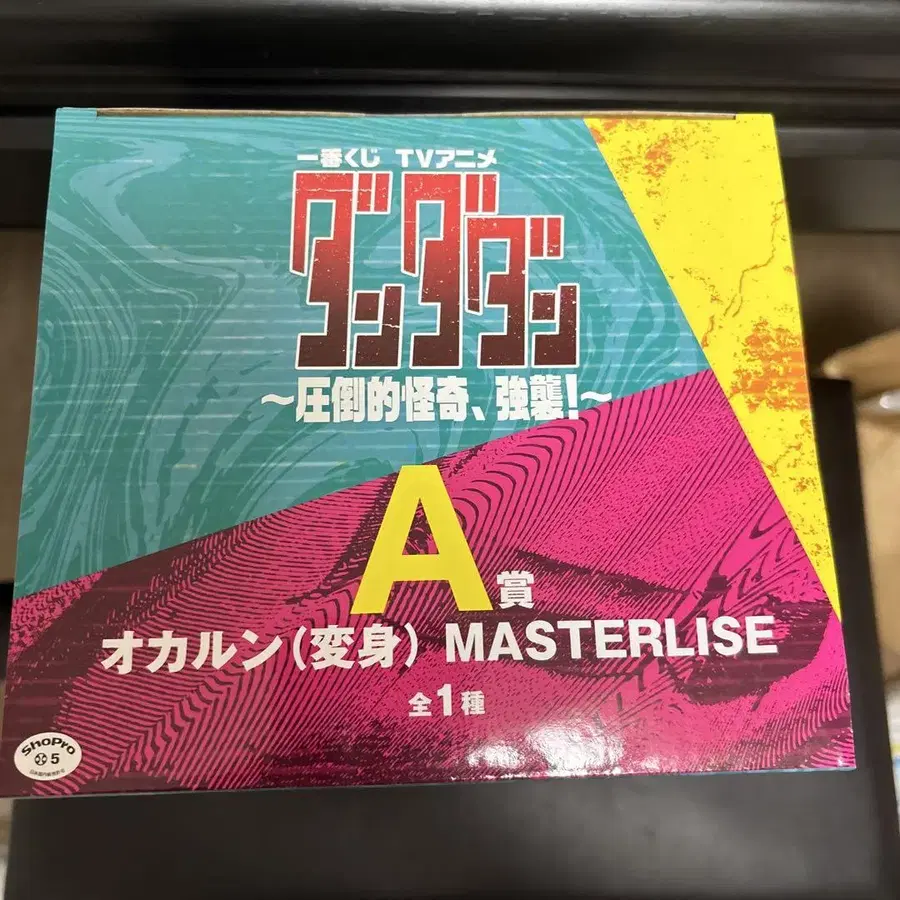 一番くじ TVアニメ
ダンダダン
~圧倒的怪奇、強襲!~
A賞
オカルン(変身) MASTERLISE
全1種
ShoPro
5